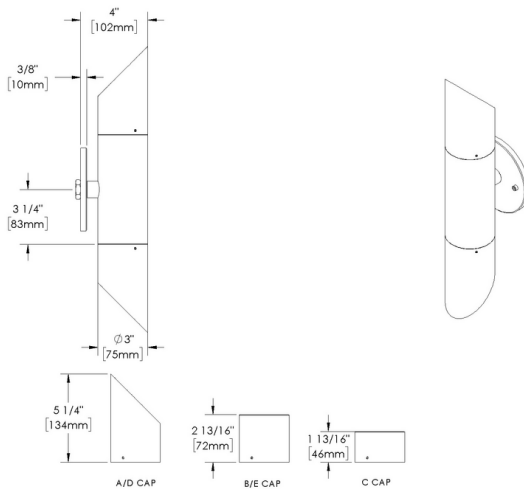 4"
[102mm]
3/8"
[10mm]
3 1/4"
[83mm]
∅3"
[75mm]
5 1/4"
[134mm]
2 13/16"
[72mm]
1 13/16"
[46mm]
A/D CAP
B/E CAP
C CAP